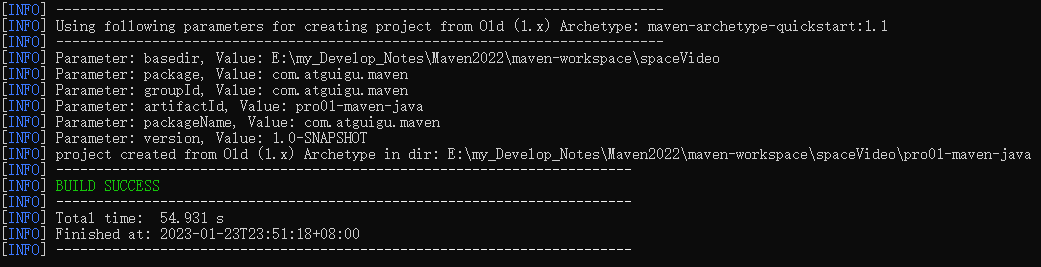 [INFO] ----------------------------------------------------------------------------
[INFO] Using following parameters for creating project from Old (1.x) Archetype: maven-archetype-quickstart:1.1
[INFO] ----------------------------------------------------------------------------
[INFO] Parameter: basedir, Value: E:\my_Develop_Notes\Maven2022\maven-workspace\spaceVideo
[INFO] Parameter: package, Value: com.atguigu.maven
[INFO] Parameter: groupId, Value: com.atguigu.maven
[INFO] Parameter: artifactId, Value: pro01-maven-java
[INFO] Parameter: packageName, Value: com.atguigu.maven
[INFO] Parameter: version, Value: 1.0-SNAPSHOT
[INFO] project created from Old (1.x) Archetype in dir: E:\my_Develop_Notes\Maven2022\maven-workspace\spaceVideo\pro01-maven-java
[INFO] ------------------------------------------------------------------------
[INFO] BUILD SUCCESS
[INFO] ------------------------------------------------------------------------
[INFO] Total time:  54.931 s
[INFO] Finished at: 2023-01-23T23:51:18+08:00
[INFO] ------------------------------------------------------------------------